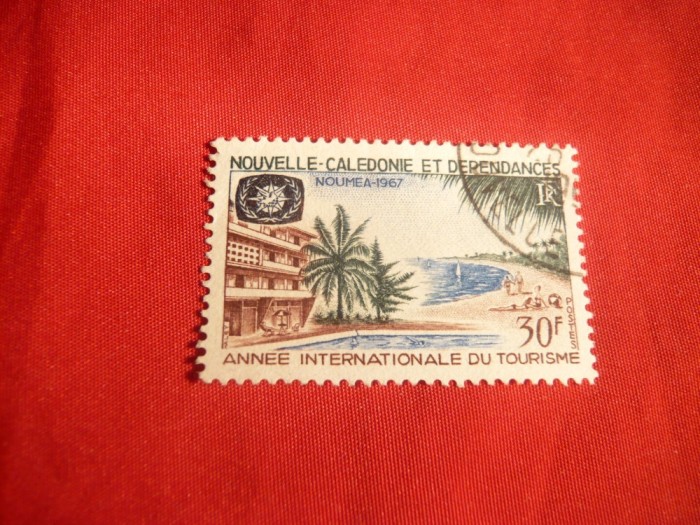 NOUVELLE-CALEDONIE ET DEPENDANCES
NOUMEA-1967
RF
30F
POSTES
ANNEE INTERNATIONALE DU TOURISME